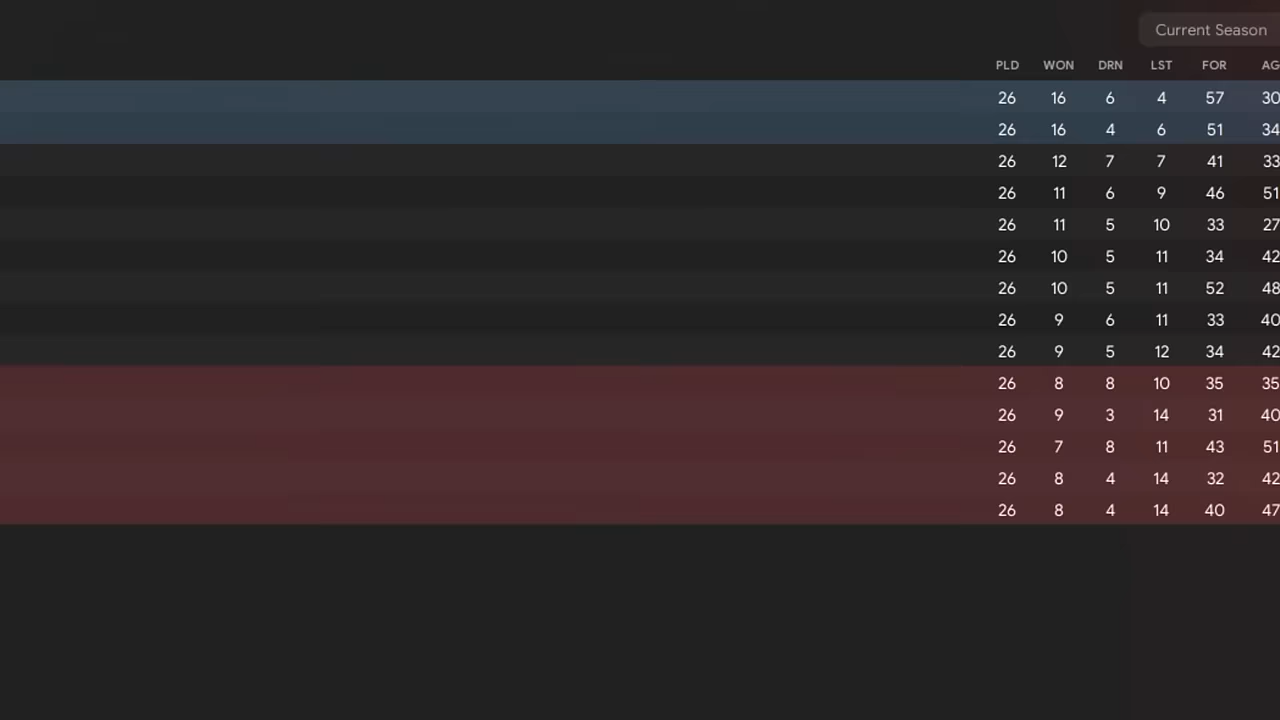 Current Season
PLD WON DRN LST FOR AG
26 16 6 4 57 30
26 16 4 6 51 34
26 12 7 7 41 33
26 11 6 9 46 51
26 11 5 10 33 27
26 10 5 11 34 42
26 10 5 11 52 48
26 9 6 11 33 40
26 9 5 12 34 42
26 8 8 10 35 35
26 9 3 14 31 40
26 7 8 11 43 51
26 8 4 14 32 42
26 8 4 14 40 47